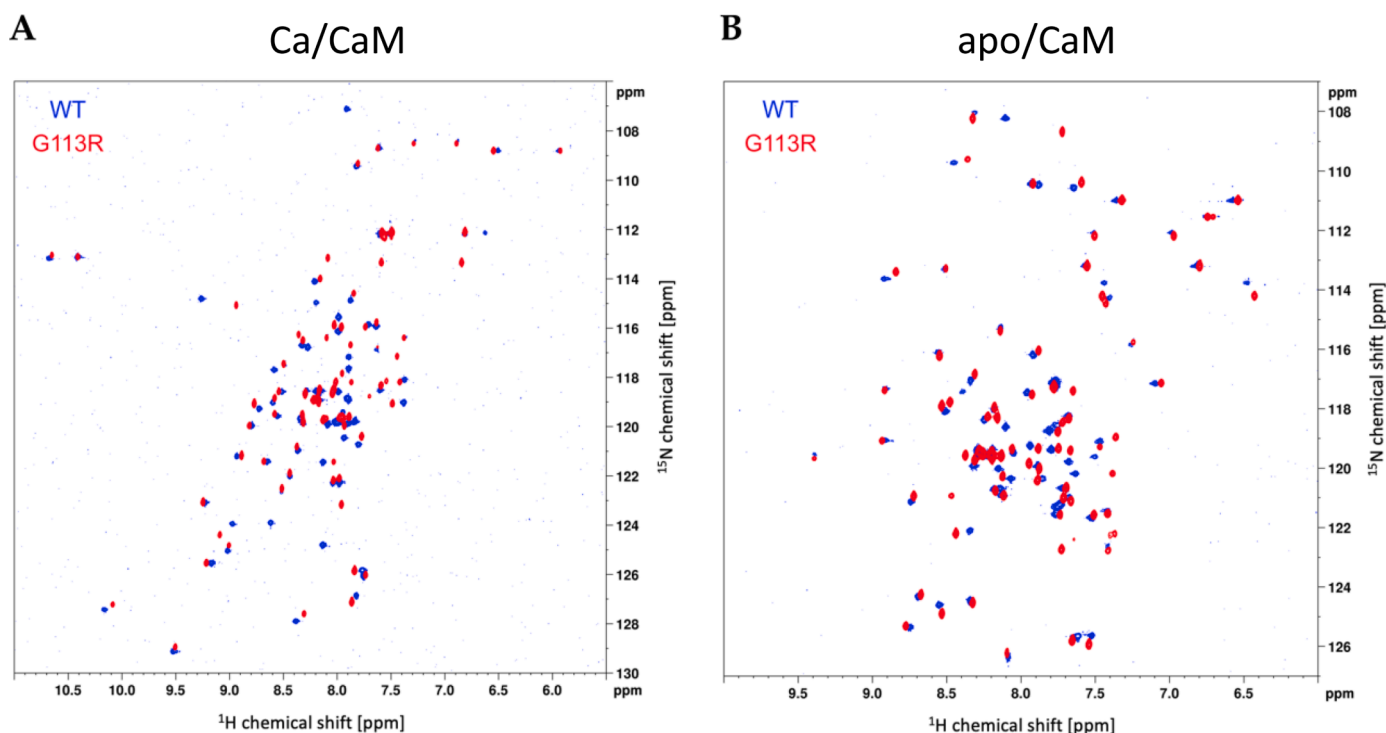 A
Ca/CaM
WT
G113R
ppm
108
110
112
114
116
118
120
122
124
126
128
130
10.5 10.0 9.5 9.0 8.5 8.0 7.5 7.0 6.5 6.0 ppm
¹H chemical shift [ppm]
¹⁵N chemical shift [ppm]
B
apo/CaM
WT
G113R
ppm
108
110
112
114
116
118
120
122
124
126
9.5 9.0 8.5 8.0 7.5 7.0 6.5 ppm
¹H chemical shift [ppm]
¹⁵N chemical shift [ppm]